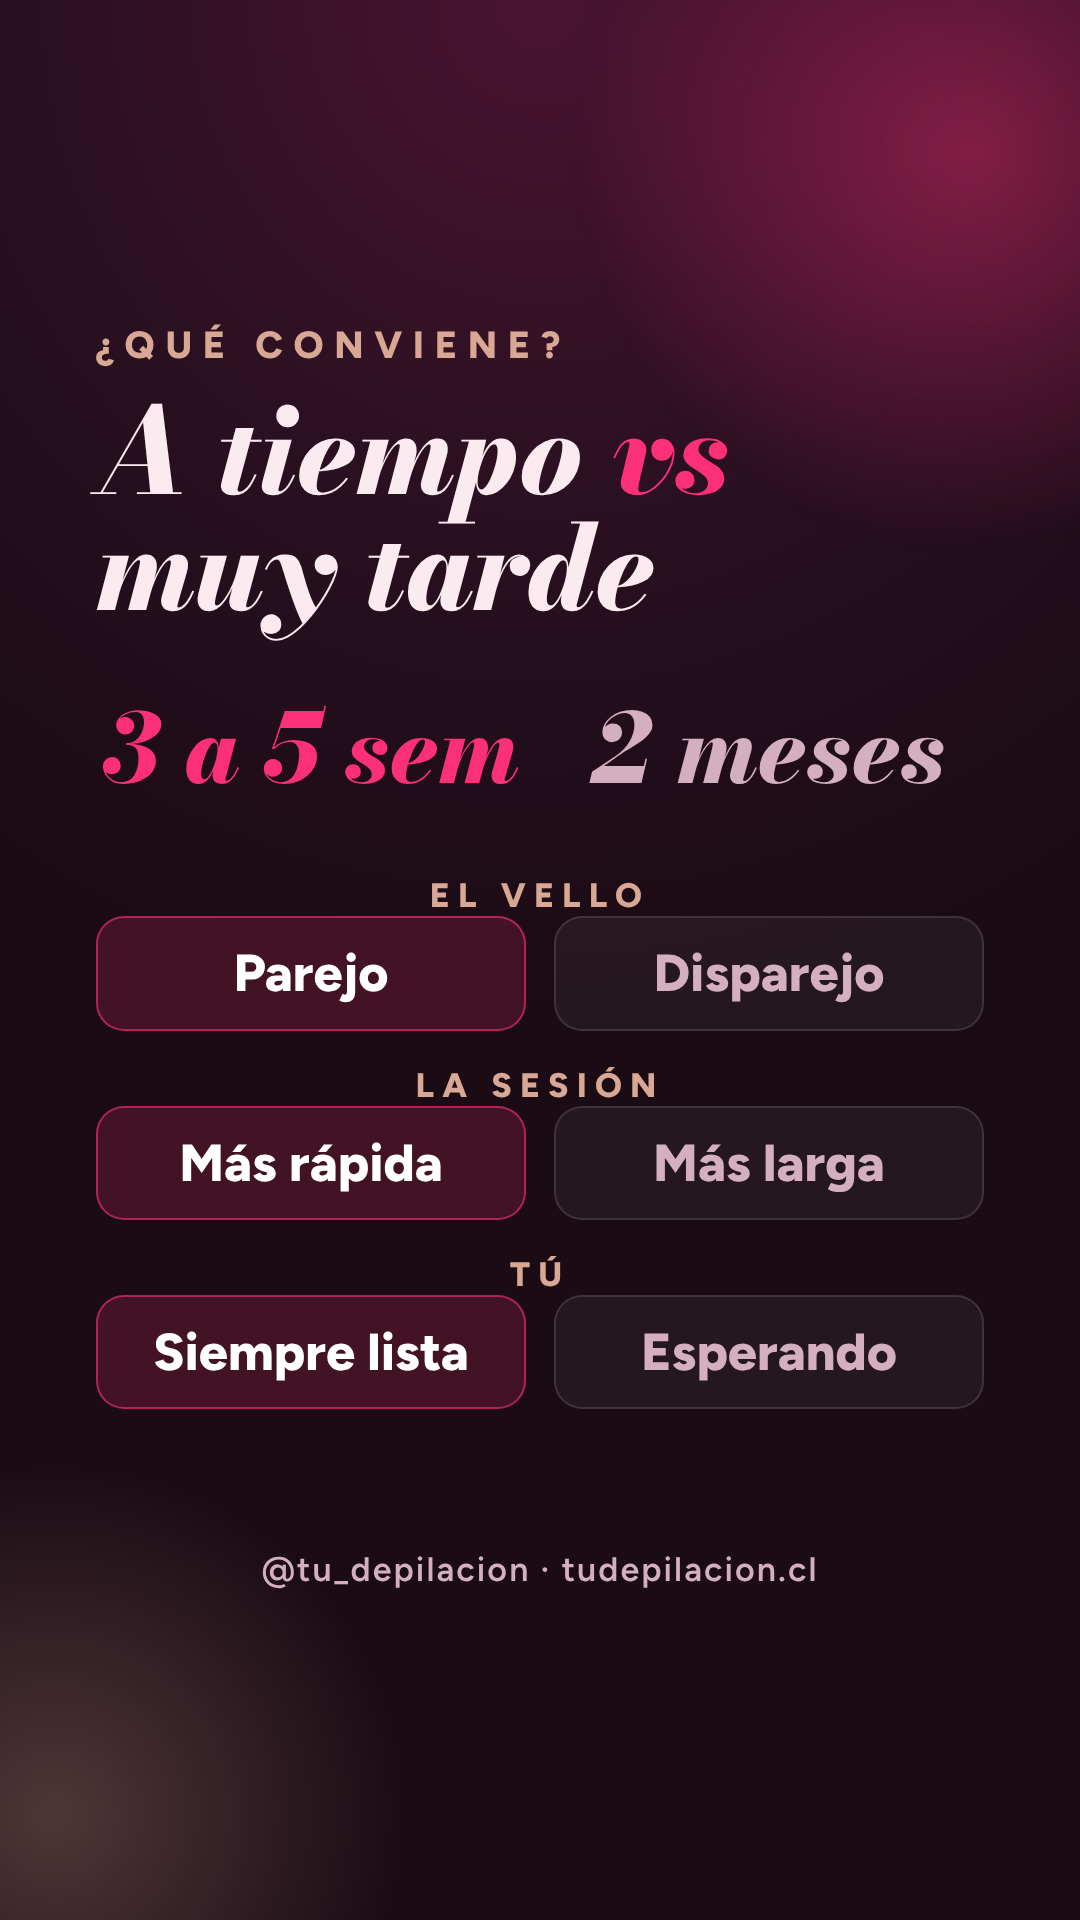 ¿QUÉ CONVIENE?
A tiempo vs
muy tarde
3 a 5 sem 2 meses
EL VELLO
Parejo Disparejo
LA SESIÓN
Más rápida Más larga
TÚ
Siempre lista Esperando
@tu_depilacion · tudepilacion.cl